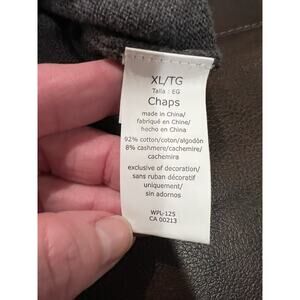 XL/TG
Talla : EG
Chaps
made in China/
fabriqué en Chine/
hecho en China
92% cotton/coton/algodón
8% cashmere/cachemire/
cachemira
exclusive of decoration/
sans ruban décoratif
uniquement/
sin adornos
WPL-125
CA 00213